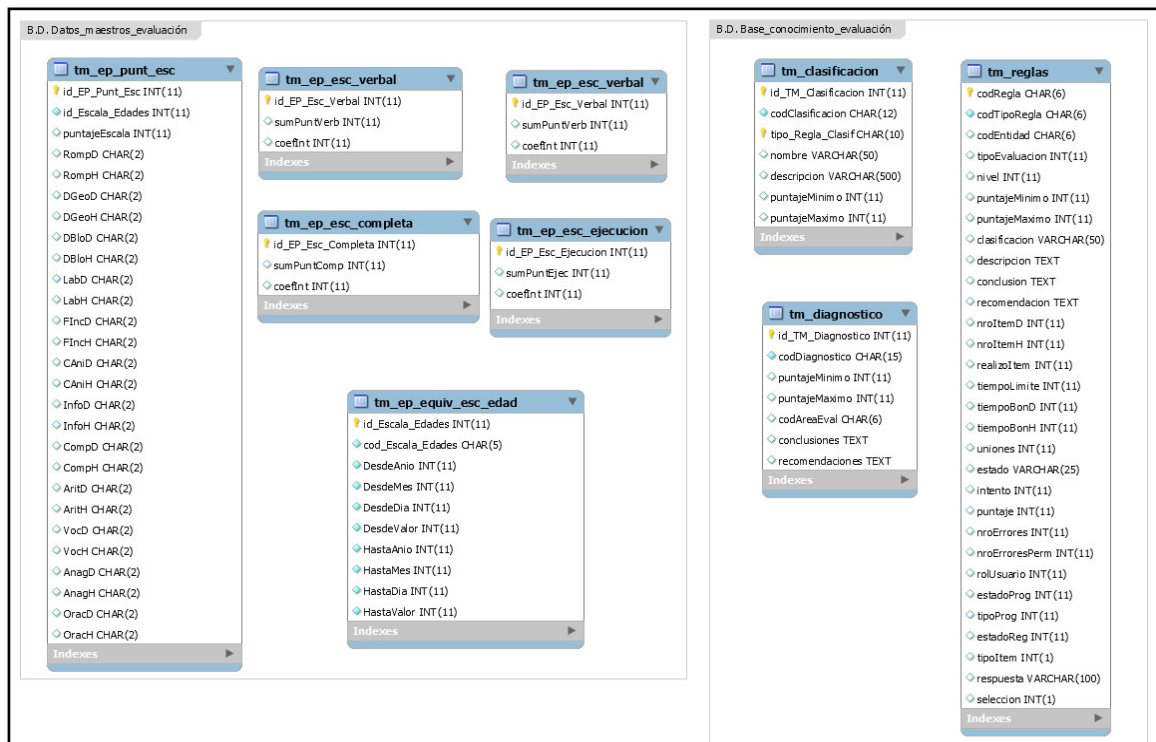 B.D. Datos_maestros_evaluación
tm_ep_punt_esc
id_EP_Punt_Esc INT(11)
id_Escala_Edades INT(11)
puntajeEscala INT(11)
RompD CHAR(2)
RompH CHAR(2)
DGeoD CHAR(2)
DGeoH CHAR(2)
DBloD CHAR(2)
DBloH CHAR(2)
LabD CHAR(2)
LabH CHAR(2)
FIncD CHAR(2)
FIncH CHAR(2)
CAniD CHAR(2)
CAniH CHAR(2)
InfoD CHAR(2)
InfoH CHAR(2)
CompD CHAR(2)
CompH CHAR(2)
AritD CHAR(2)
AritH CHAR(2)
VocD CHAR(2)
VocH CHAR(2)
AnagD CHAR(2)
AnagH CHAR(2)
OracD CHAR(2)
OracH CHAR(2)
Indexes
tm_ep_esc_verbal
id_EP_Esc_Verbal INT(11)
sumPuntVerb INT(11)
coefInt INT(11)
Indexes
tm_ep_esc_verbal
id_EP_Esc_Verbal INT(11)
sumPuntVerb INT(11)
coefInt INT(11)
Indexes
tm_ep_esc_completa
id_EP_Esc_Completa INT(11)
sumPuntComp INT(11)
coefInt INT(11)
Indexes
tm_ep_esc_ejecucion
id_EP_Esc_Ejecucion INT(11)
sumPuntEjec INT(11)
coefInt INT(11)
Indexes
tm_ep_equiv_esc_edad
id_Escala_Edades INT(11)
cod_Escala_Edades CHAR(5)
DesdeAnio INT(11)
DesdeMes INT(11)
DesdeDia INT(11)
DesdeValor INT(11)
HastaAnio INT(11)
HastaMes INT(11)
HastaDia INT(11)
HastaValor INT(11)
Indexes
B.D. Base_conocimiento_evaluación
tm_clasificacion
id_TM_Clasificacion INT(11)
codClasificacion CHAR(12)
tipo_Regla_Clasif CHAR(10)
nombre VARCHAR(50)
descripcion VARCHAR(500)
puntajeMinimo INT(11)
puntajeMaximo INT(11)
Indexes
tm_diagnostico
id_TM_Diagnostico INT(11)
codDiagnostico CHAR(15)
puntajeMinimo INT(11)
puntajeMaximo INT(11)
codAreaEval CHAR(6)
conclusiones TEXT
recomendaciones TEXT
Indexes
tm_reglas
codRegla CHAR(6)
codTipoRegla CHAR(6)
codEntidad CHAR(6)
tipoEvaluacion INT(11)
nivel INT(11)
puntajeMinimo INT(11)
puntajeMaximo INT(11)
clasificacion VARCHAR(50)
descripcion TEXT
conclusion TEXT
recomendacion TEXT
nroItemD INT(11)
nroItemH INT(11)
realizoItem INT(11)
tiempoLimite INT(11)
tiempoBonD INT(11)
tiempoBonH INT(11)
uniones INT(11)
estado VARCHAR(25)
intento INT(11)
puntaje INT(11)
nroErrores INT(11)
nroErroresPerm INT(11)
rolUsuario INT(11)
estadoProg INT(11)
tipoProg INT(11)
estadoReg INT(11)
tipoItem INT(1)
respuesta VARCHAR(100)
seleccion INT(1)
Indexes